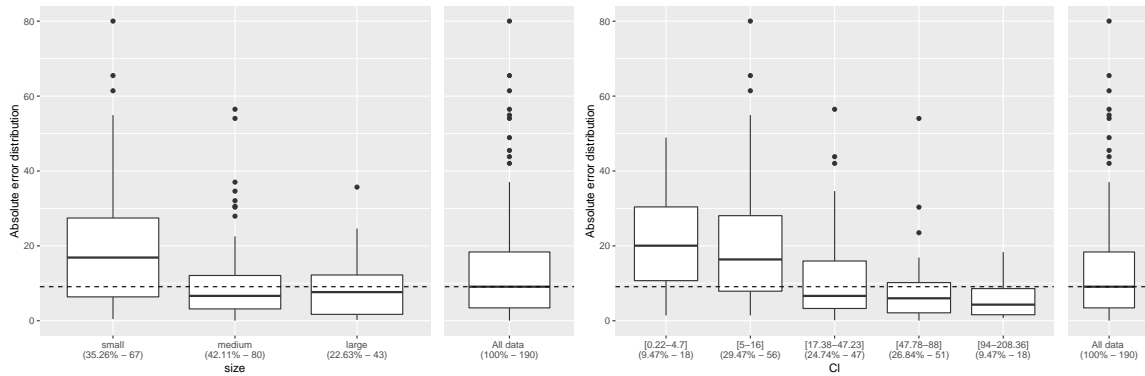 Absolute error distribution
80
60
40
20
0
small
(35.26% − 67)
medium
(42.11% − 80)
large
(22.63% − 43)
size
All data
(100% − 190)
Absolute error distribution
80
60
40
20
0
[0.22−4.7]
(9.47% − 18)
[5−16]
(29.47% − 56)
[17.38−47.23]
(24.74% − 47)
[47.78−88]
(26.84% − 51)
[94−208.36]
(9.47% − 18)
CI
All data
(100% − 190)